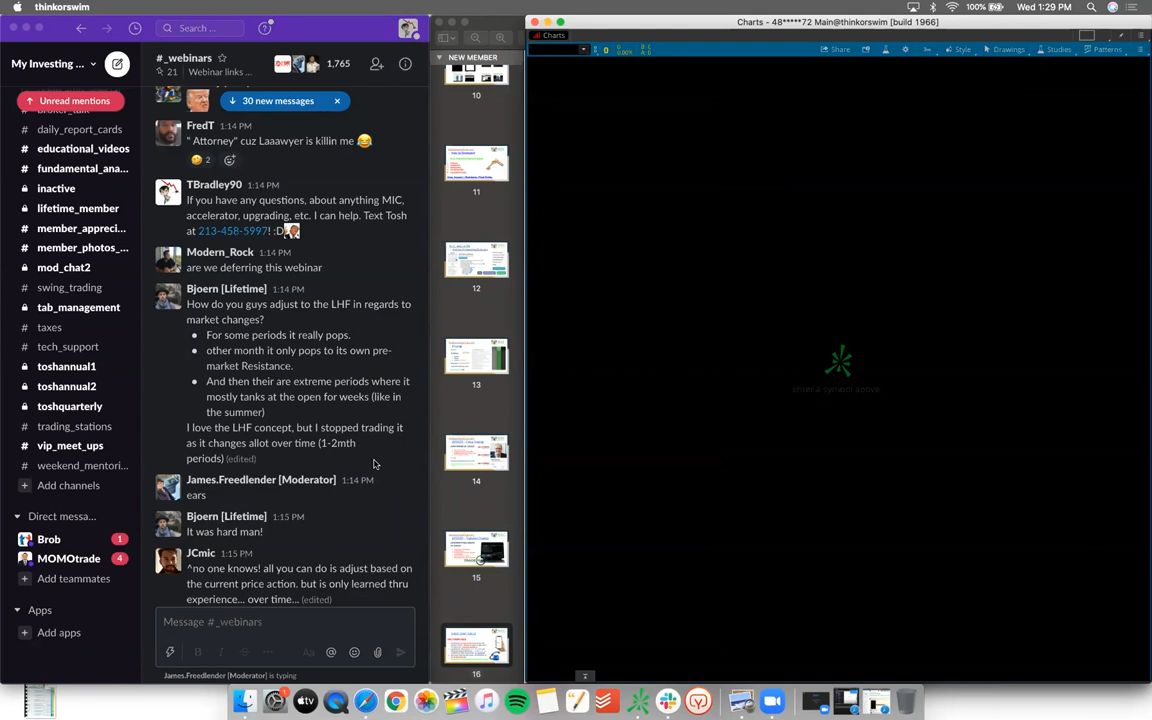 thinkorswim
100%
Wed 1:29 PM
Search ...
Charts - 48*****72 Main@thinkorswim [build 1966]
Charts
My Investing ...
#_webinars
21
Webinar links ...
1,765
NEW MEMBER
0
0.00%
Share
Style
Drawings
Studies
Patterns
Unread mentions
30 new messages
# daily_report_cards
# educational_videos
# fundamental_ana...
inactive
lifetime_member
# member_appreci...
# member_photos_...
mod_chat2
# swing_trading
tab_management
# taxes
# tech_support
toshannual1
toshannual2
toshquarterly
# trading_stations
# vip_meet_ups
# weekend_mentori...
+ Add channels
Direct messa...
Brob 1
MOMOtrade 4
+ Add teammates
Apps
+ Add apps
FredT 1:14 PM
" Attorney" cuz Laaawyer is killin me 😂
2
TBradley90 1:14 PM
If you have any questions, about anything MIC,
accelerator, upgrading, etc. I can help. Text Tosh
at 213-458-5997! :D
Modern_Rock 1:14 PM
are we deferring this webinar
Bjoern [Lifetime] 1:14 PM
How do you guys adjust to the LHF in regards to
market changes?
• For some periods it really pops.
• other month it only pops to its own pre-
market Resistance.
• And then their are extreme periods where it
mostly tanks at the open for weeks (like in
the summer)
I love the LHF concept, but I stopped trading it
as it changes allot over time (1-2mth
periods) (edited)
James.Freedlender [Moderator] 1:14 PM
ears
Bjoern [Lifetime] 1:15 PM
It was hard man!
JCmic 1:15 PM
^no one knows! all you can do is adjust based on
the current price action. but is only learned thru
experience... over time... (edited)
Message #_webinars
James.Freedlender [Moderator] is typing
10
11
12
13
14
15
16
enter a symbol above